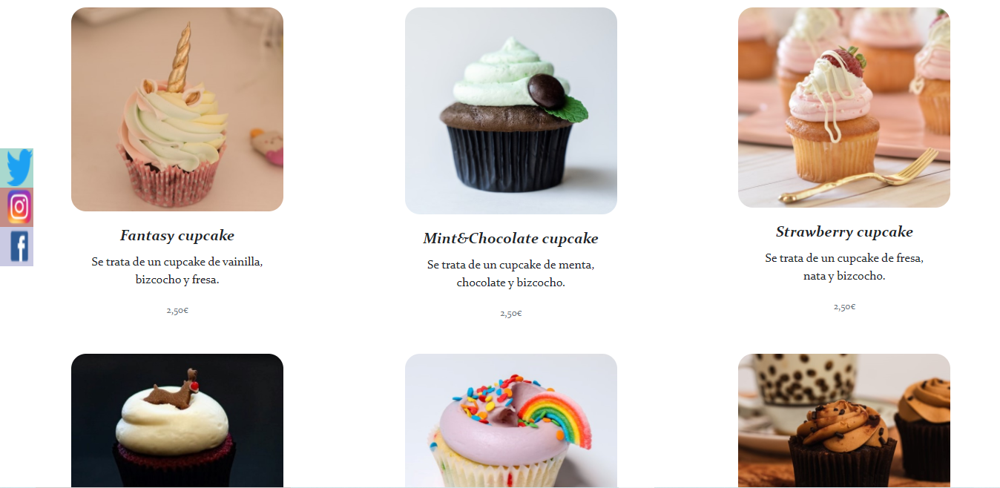 Fantasy cupcake
Se trata de un cupcake de vainilla,
bizcocho y fresa.
2,50€
Mint&Chocolate cupcake
Se trata de un cupcake de menta,
chocolate y bizcocho.
2,50€
Strawberry cupcake
Se trata de un cupcake de fresa,
nata y bizcocho.
2,50€